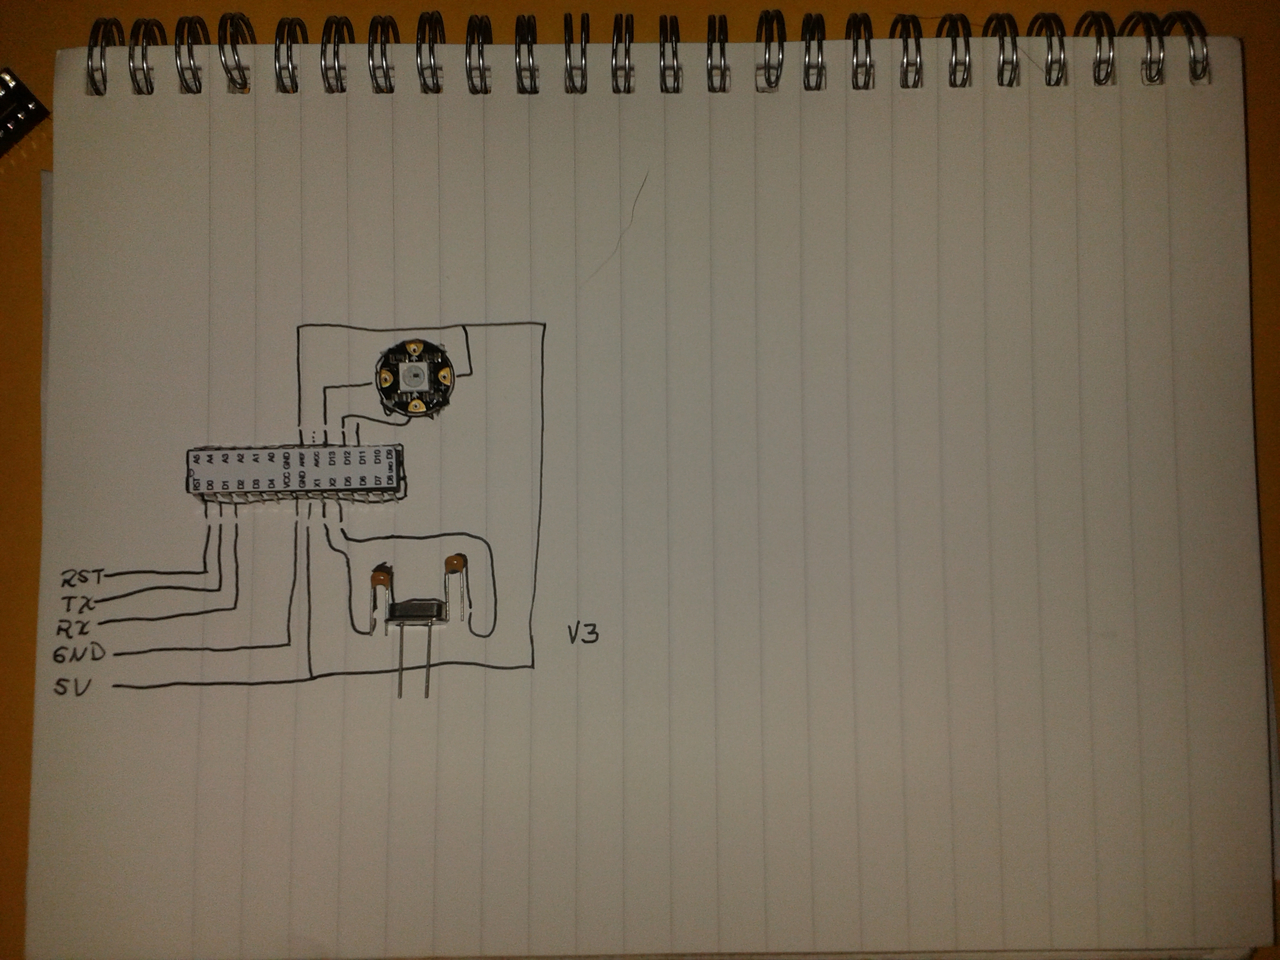 A5 A4 A3 A2 A1 A0 GND AREF AVCC D13 D12 D11 D10 D9
RST D0 D1 D2 D3 D4 VCC GND X1 X2 D5 D6 D7 D8
RST
TX
RX
GND
5V
V3